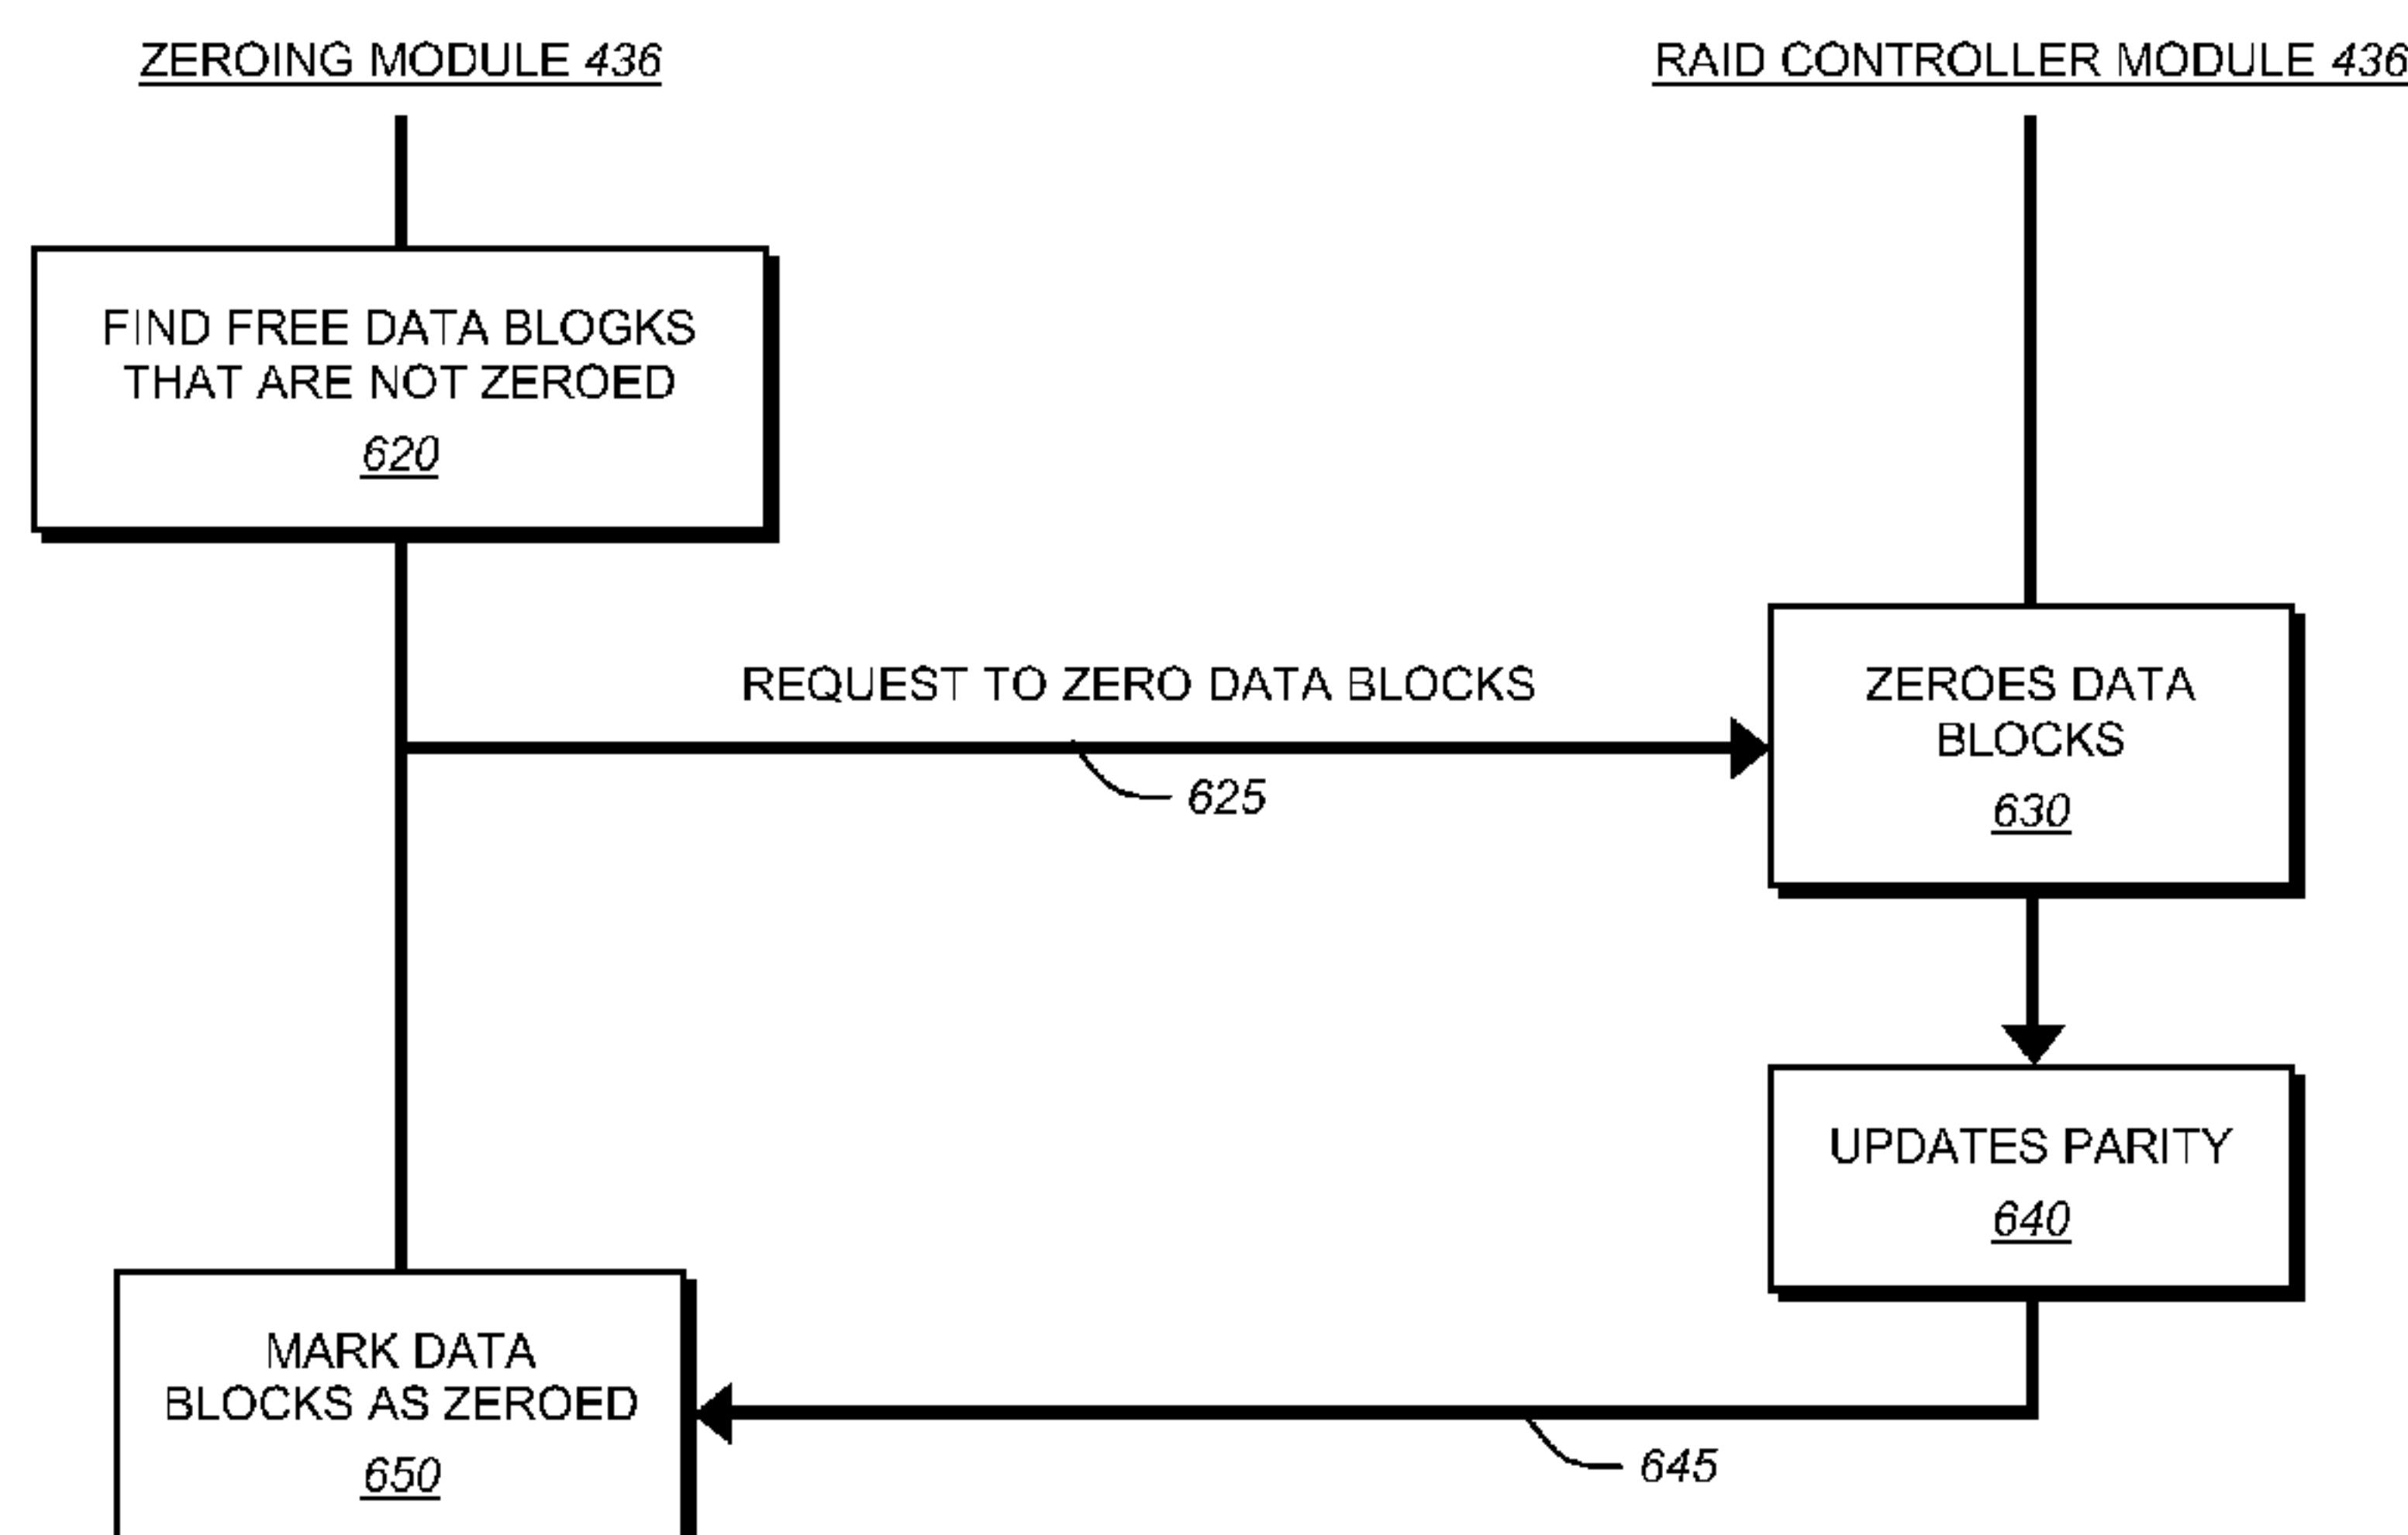 ZEROING MODULE 436
RAID CONTROLLER MODULE 436
FIND FREE DATA BLOGKS
THAT ARE NOT ZEROED
620
REQUEST TO ZERO DATA BLOCKS
625
ZEROES DATA
BLOCKS
630
UPDATES PARITY
640
MARK DATA
BLOCKS AS ZEROED
650
645